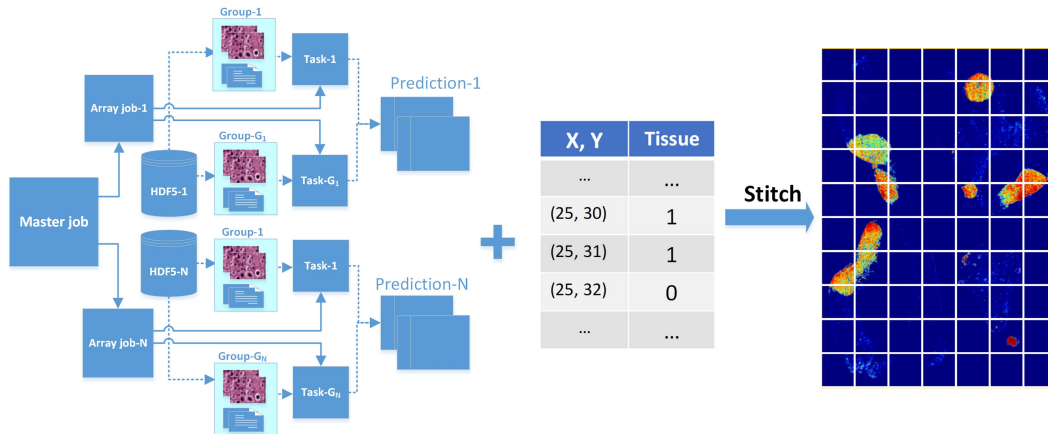 Group-1
Task-1
Prediction-1
Array job-1
Group-G₁
HDF5-1
Task-G₁
Master job
Group-1
HDF5-N
Task-1
Prediction-N
Array job-N
Group-G_N
Task-G_N
X, Y Tissue
... ...
(25, 30) 1
(25, 31) 1
(25, 32) 0
... ...
Stitch